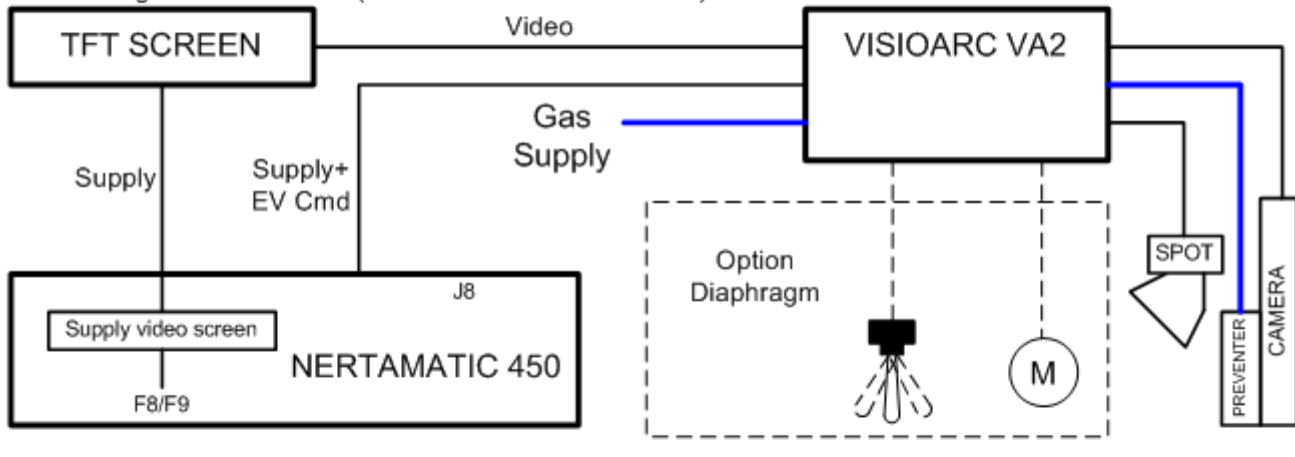 TFT SCREEN
Video
VISIOARC VA2
Gas
Supply
Supply
Supply+
EV Cmd
Option
Diaphragm
SPOT
CAMERA
PREVENTER
J8
Supply video screen
NERTAMATIC 450
M
F8/F9